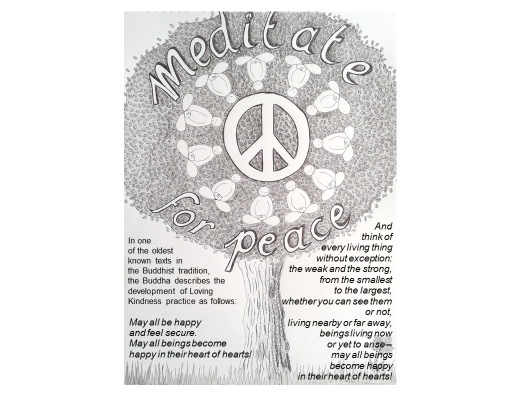 meditate
for peace
In one
of the oldest
known texts in
the Buddhist tradition,
the Buddha describes the
development of Loving
Kindness practice as follows:
May all be happy
and feel secure.
May all beings become
happy in their heart of hearts!
And
think of
every living thing
without exception:
the weak and the strong,
from the smallest
to the largest,
whether you can see them
or not,
living nearby or far away,
beings living now
or yet to arise–
may all beings
become happy
in their heart of hearts!